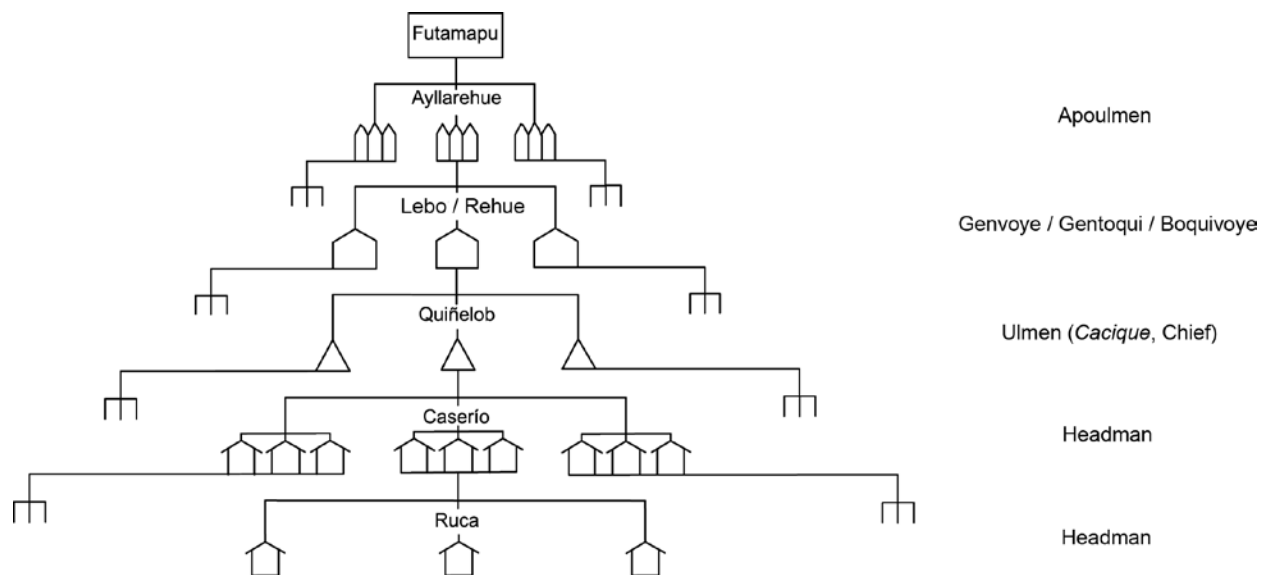 Futamapu
Ayllarehue
Apoulmen
Lebo / Rehue
Genvoye / Gentoqui / Boquivoye
Quiñelob
Ulmen (Cacique, Chief)
Caserío
Headman
Ruca
Headman